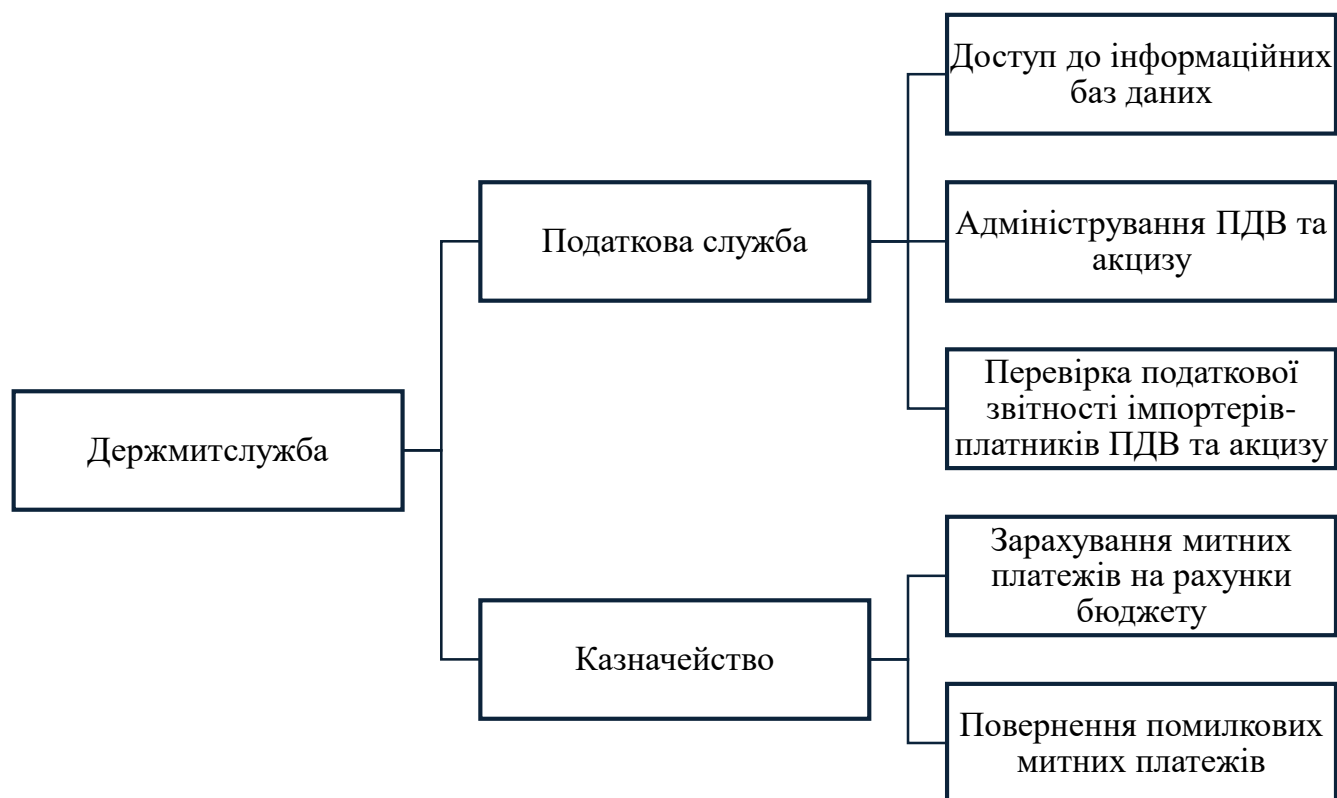 Держмитслужба
Податкова служба
Доступ до інформаційних
баз даних
Адміністрування ПДВ та
акцизу
Перевірка податкової
звітності імпортерів-
платників ПДВ та акцизу
Казначейство
Зарахування митних
платежів на рахунки
бюджету
Повернення помилкових
митних платежів